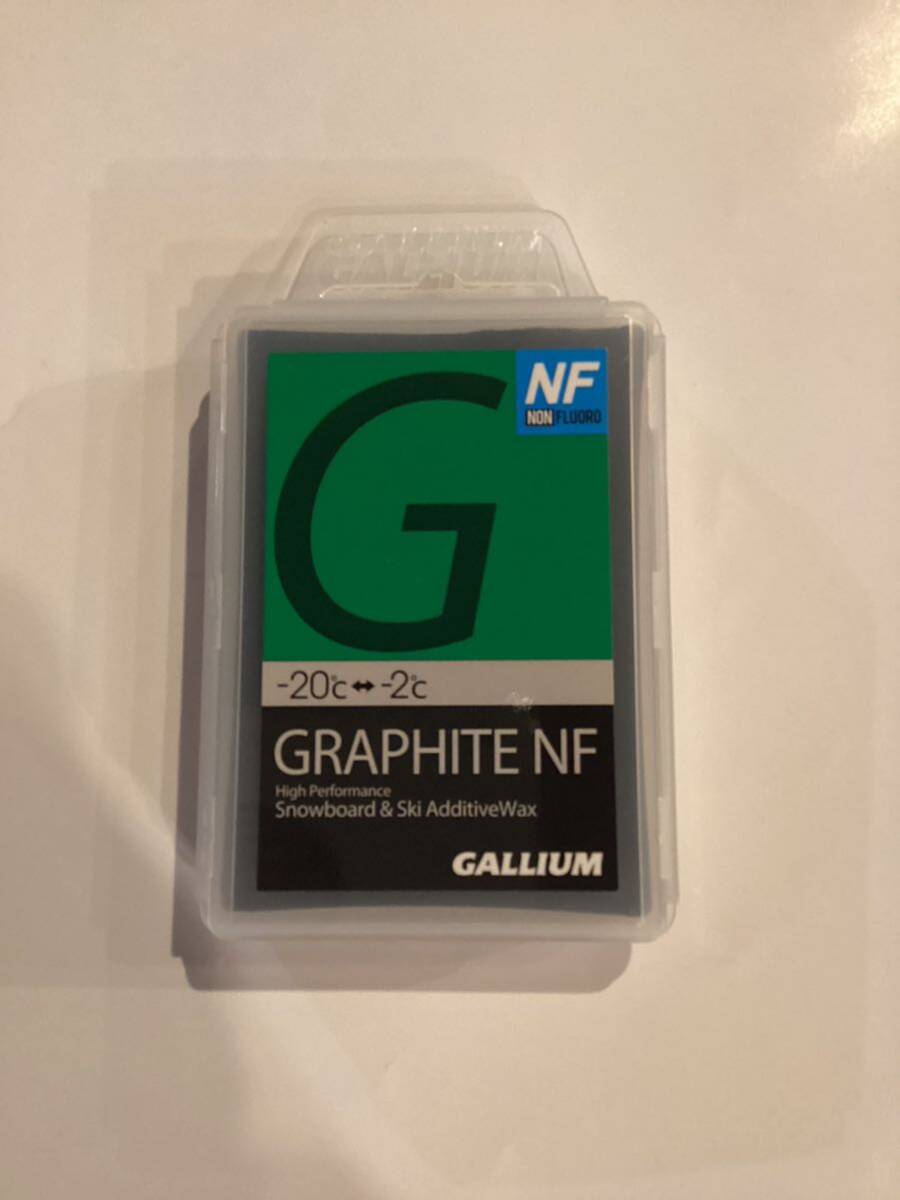 GALLIUM
G
NF
NON FLUORO
-20℃ ↔ -2℃
GRAPHITE NF
High Performance
Snowboard & Ski AdditiveWax
GALLIUM